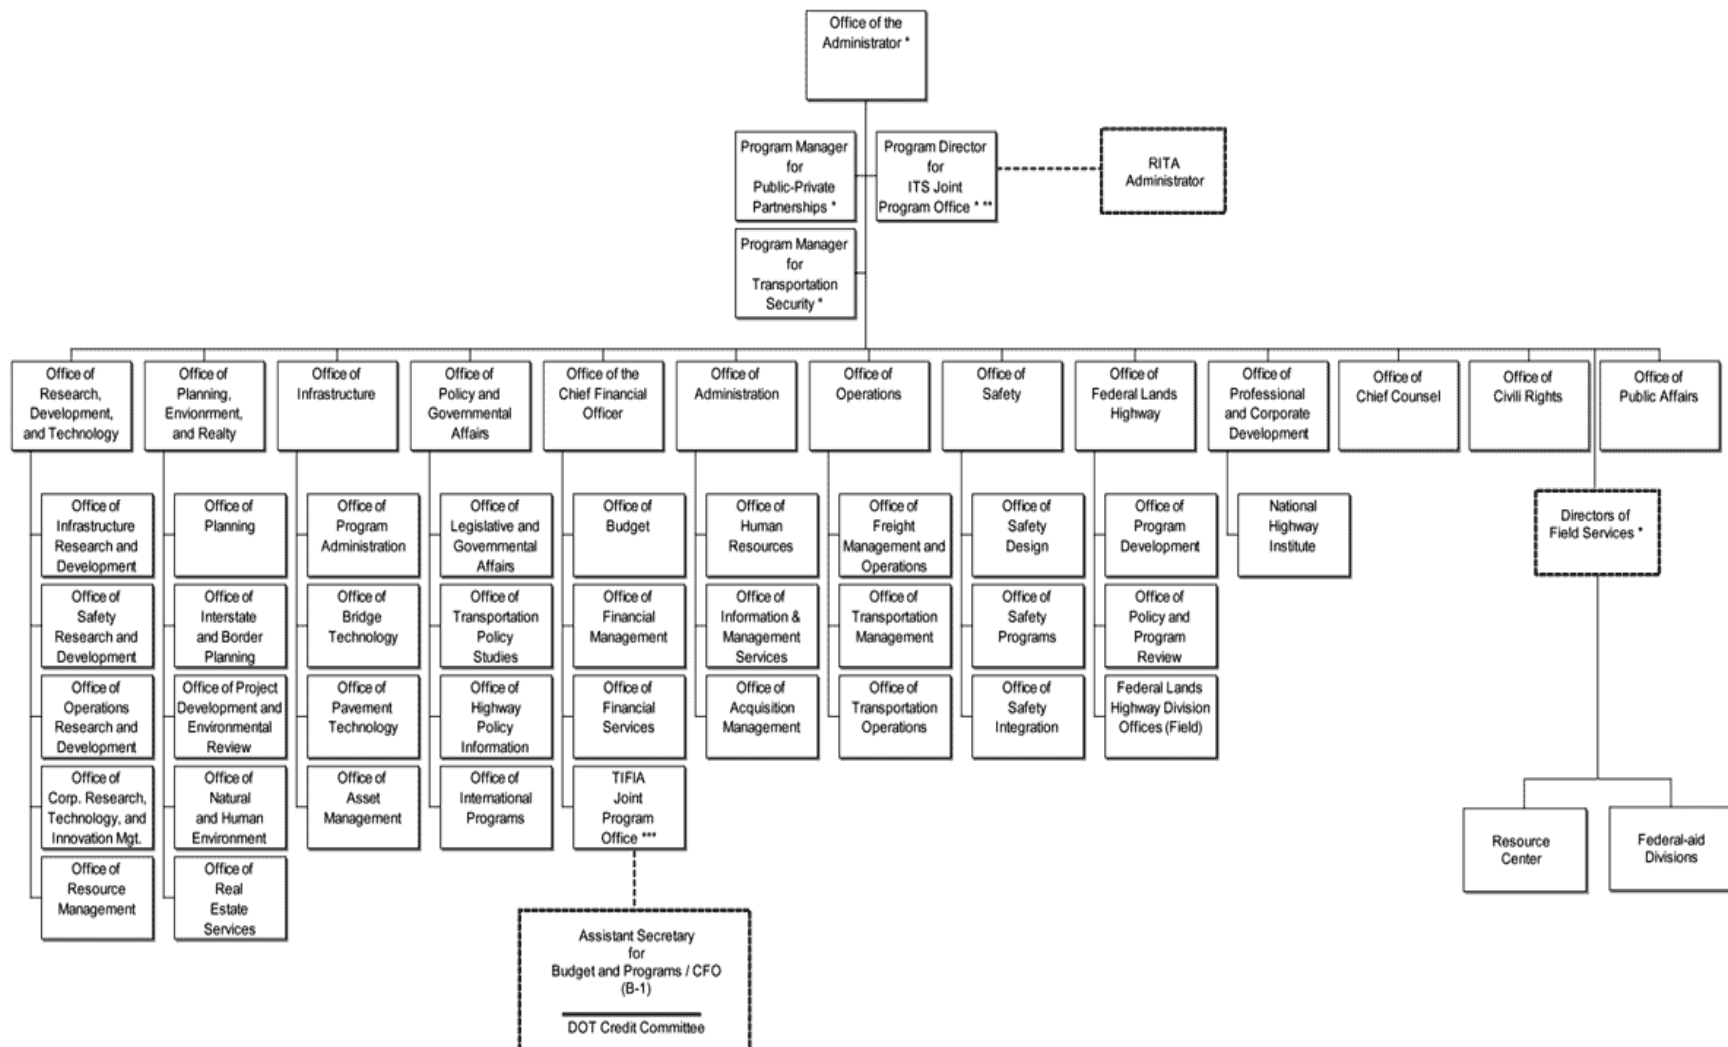 Office of the
Administrator *
Program Manager
for
Public-Private
Partnerships *
Program Director
for
ITS Joint
Program Office * **
RITA
Administrator
Program Manager
for
Transportation
Security *
Office of
Research,
Development,
and Technology
Office of
Planning,
Envionrment,
and Realty
Office of
Infrastructure
Office of
Policy and
Governmental
Affairs
Office of the
Chief Financial
Officer
Office of
Administration
Office of
Operations
Office of
Safety
Office of
Federal Lands
Highway
Office of
Professional
and Corporate
Development
Office of
Chief Counsel
Office of
Civili Rights
Office of
Public Affairs
Office of
Infrastructure
Research and
Development
Office of
Safety
Research and
Development
Office of
Operations
Research and
Development
Office of
Corp. Research,
Technology, and
Innovation Mgt.
Office of
Resource
Management
Office of
Planning
Office of
Interstate
and Border
Planning
Office of Project
Development and
Environmental
Review
Office of
Natural
and Human
Environment
Office of
Real
Estate
Services
Office of
Program
Administration
Office of
Bridge
Technology
Office of
Pavement
Technology
Office of
Asset
Management
Office of
Legislative and
Governmental
Affairs
Office of
Transportation
Policy
Studies
Office of
Highway
Policy
Information
Office of
International
Programs
Office of
Budget
Office of
Financial
Management
Office of
Financial
Services
TIFIA
Joint
Program
Office ***
Assistant Secretary
for
Budget and Programs / CFO
(B-1)
DOT Credit Committee
Office of
Human
Resources
Office of
Information &
Management
Services
Office of
Acquisition
Management
Office of
Freight
Management and
Operations
Office of
Transportation
Management
Office of
Transportation
Operations
Office of
Safety
Design
Office of
Safety
Programs
Office of
Safety
Integration
Office of
Program
Development
Office of
Policy and
Program
Review
Federal Lands
Highway Division
Offices (Field)
National
Highway
Institute
Directors of
Field Services *
Resource
Center
Federal-aid
Divisions